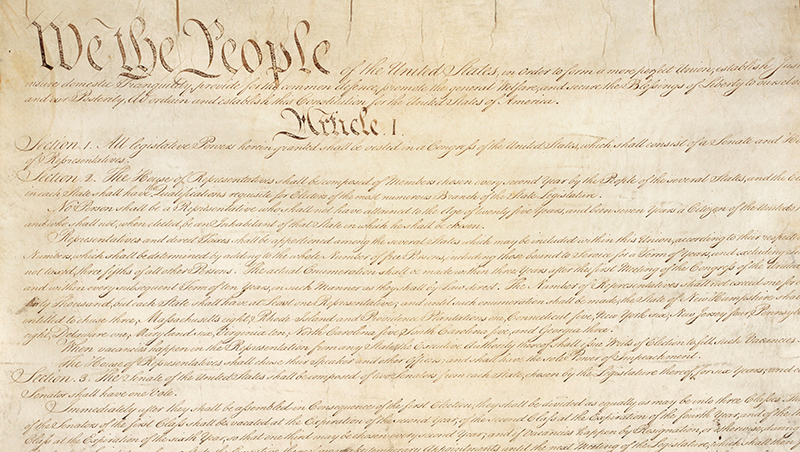 We the People of the United States, in Order to form a more perfect Union, establish Jus
insure domestic Tranquility, provide for the common defence, promote the general Welfare, and secure the Blessings of Liberty to ourselves
and our Posterity, do ordain and establish this Constitution for the United States of America.
Article. I.
Section. 1. All legislative Powers herein granted shall be vested in a Congress of the United States, which shall consist of a Senate and Ho
of Representatives.
Section. 2. The House of Representatives shall be composed of Members chosen every second Year by the People of the several States, and the El
in each State shall have the Qualifications requisite for Electors of the most numerous Branch of the State Legislature.
No Person shall be a Representative who shall not have attained to the Age of twenty five Years, and been seven Years a Citizen of the United
and who shall not, when elected, be an Inhabitant of that State in which he shall be chosen.
Representatives and direct Taxes shall be apportioned among the several States which may be included within this Union, according to their respect
Numbers, which shall be determined by adding to the whole Number of free Persons, including those bound to Service for a Term of Years, and excluding
not taxed, three fifths of all other Persons. The actual Enumeration shall be made within three Years after the first Meeting of the Congress of the United
and within every subsequent Term of ten Years, in such Manner as they shall by Law direct. The Number of Representatives shall not exceed one for
thirty Thousand, but each State shall have at Least one Representative; and until such enumeration shall be made, the State of New Hampshire shall
entitled to chuse three, Massachusetts eight, Rhode Island and Providence Plantations one, Connecticut five, New York six, New Jersey four, Pennsyl
eight, Delaware one, Maryland six, Virginia ten, North Carolina five, South Carolina five, and Georgia three.
When vacancies happen in the Representation from any State, the Executive Authority thereof shall issue Writs of Election to fill such Vacancies.
The House of Representatives shall chuse their Speaker and other Officers; and shall have the sole Power of Impeachment.
Section. 3. The Senate of the United States shall be composed of two Senators from each State, chosen by the Legislature thereof, for six Years; and
Senator shall have one Vote.
Immediately after they shall be assembled in Consequence of the first Election, they shall be divided as equally as may be into three Classes. The
of the Senators of the first Class shall be vacated at the Expiration of the second Year, of the second Class at the Expiration of the fourth Year, and of the
Class at the Expiration of the sixth Year, so that one third may be chosen every second Year; and if Vacancies happen by Resignation, or otherwise, during